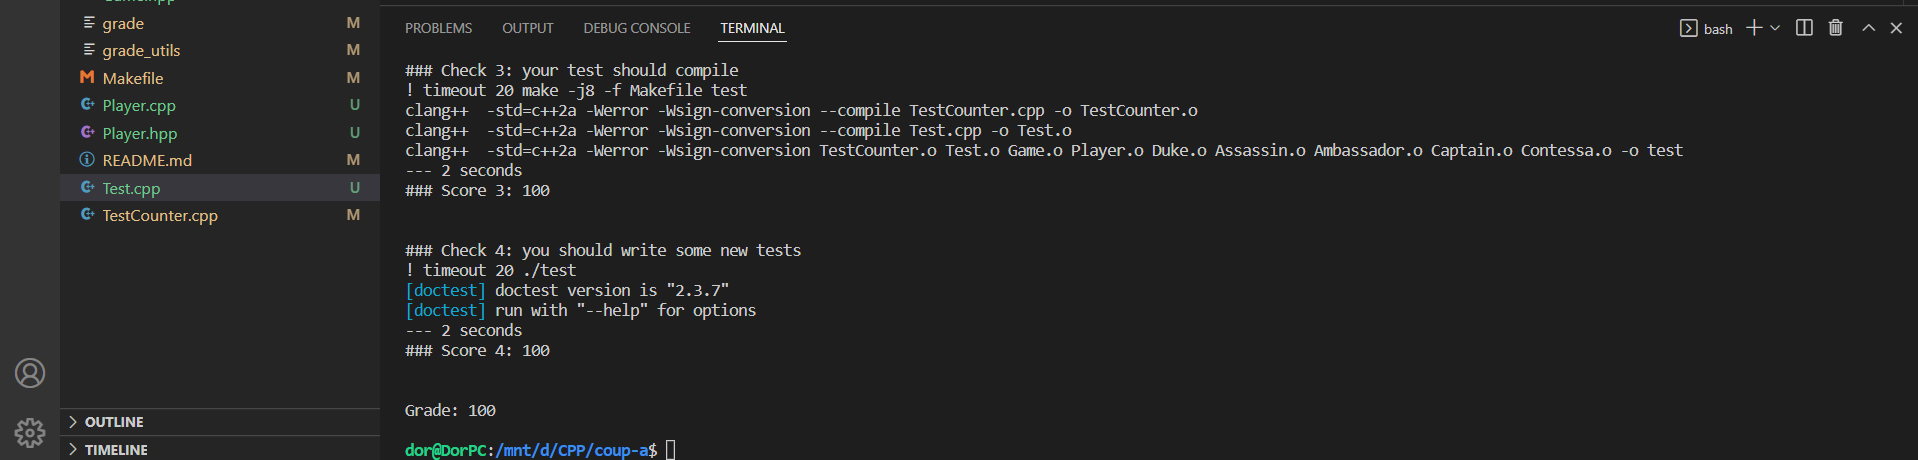 grade M
grade_utils M
Makefile M
Player.cpp U
Player.hpp U
README.md M
Test.cpp U
TestCounter.cpp M
OUTLINE
TIMELINE
PROBLEMS OUTPUT DEBUG CONSOLE TERMINAL
bash
### Check 3: your test should compile
! timeout 20 make -j8 -f Makefile test
clang++  -std=c++2a -Werror -Wsign-conversion --compile TestCounter.cpp -o TestCounter.o
clang++  -std=c++2a -Werror -Wsign-conversion --compile Test.cpp -o Test.o
clang++  -std=c++2a -Werror -Wsign-conversion TestCounter.o Test.o Game.o Player.o Duke.o Assassin.o Ambassador.o Captain.o Contessa.o -o test
--- 2 seconds
### Score 3: 100
### Check 4: you should write some new tests
! timeout 20 ./test
[doctest] doctest version is "2.3.7"
[doctest] run with "--help" for options
--- 2 seconds
### Score 4: 100
Grade: 100
dor@DorPC:/mnt/d/CPP/coup-a$